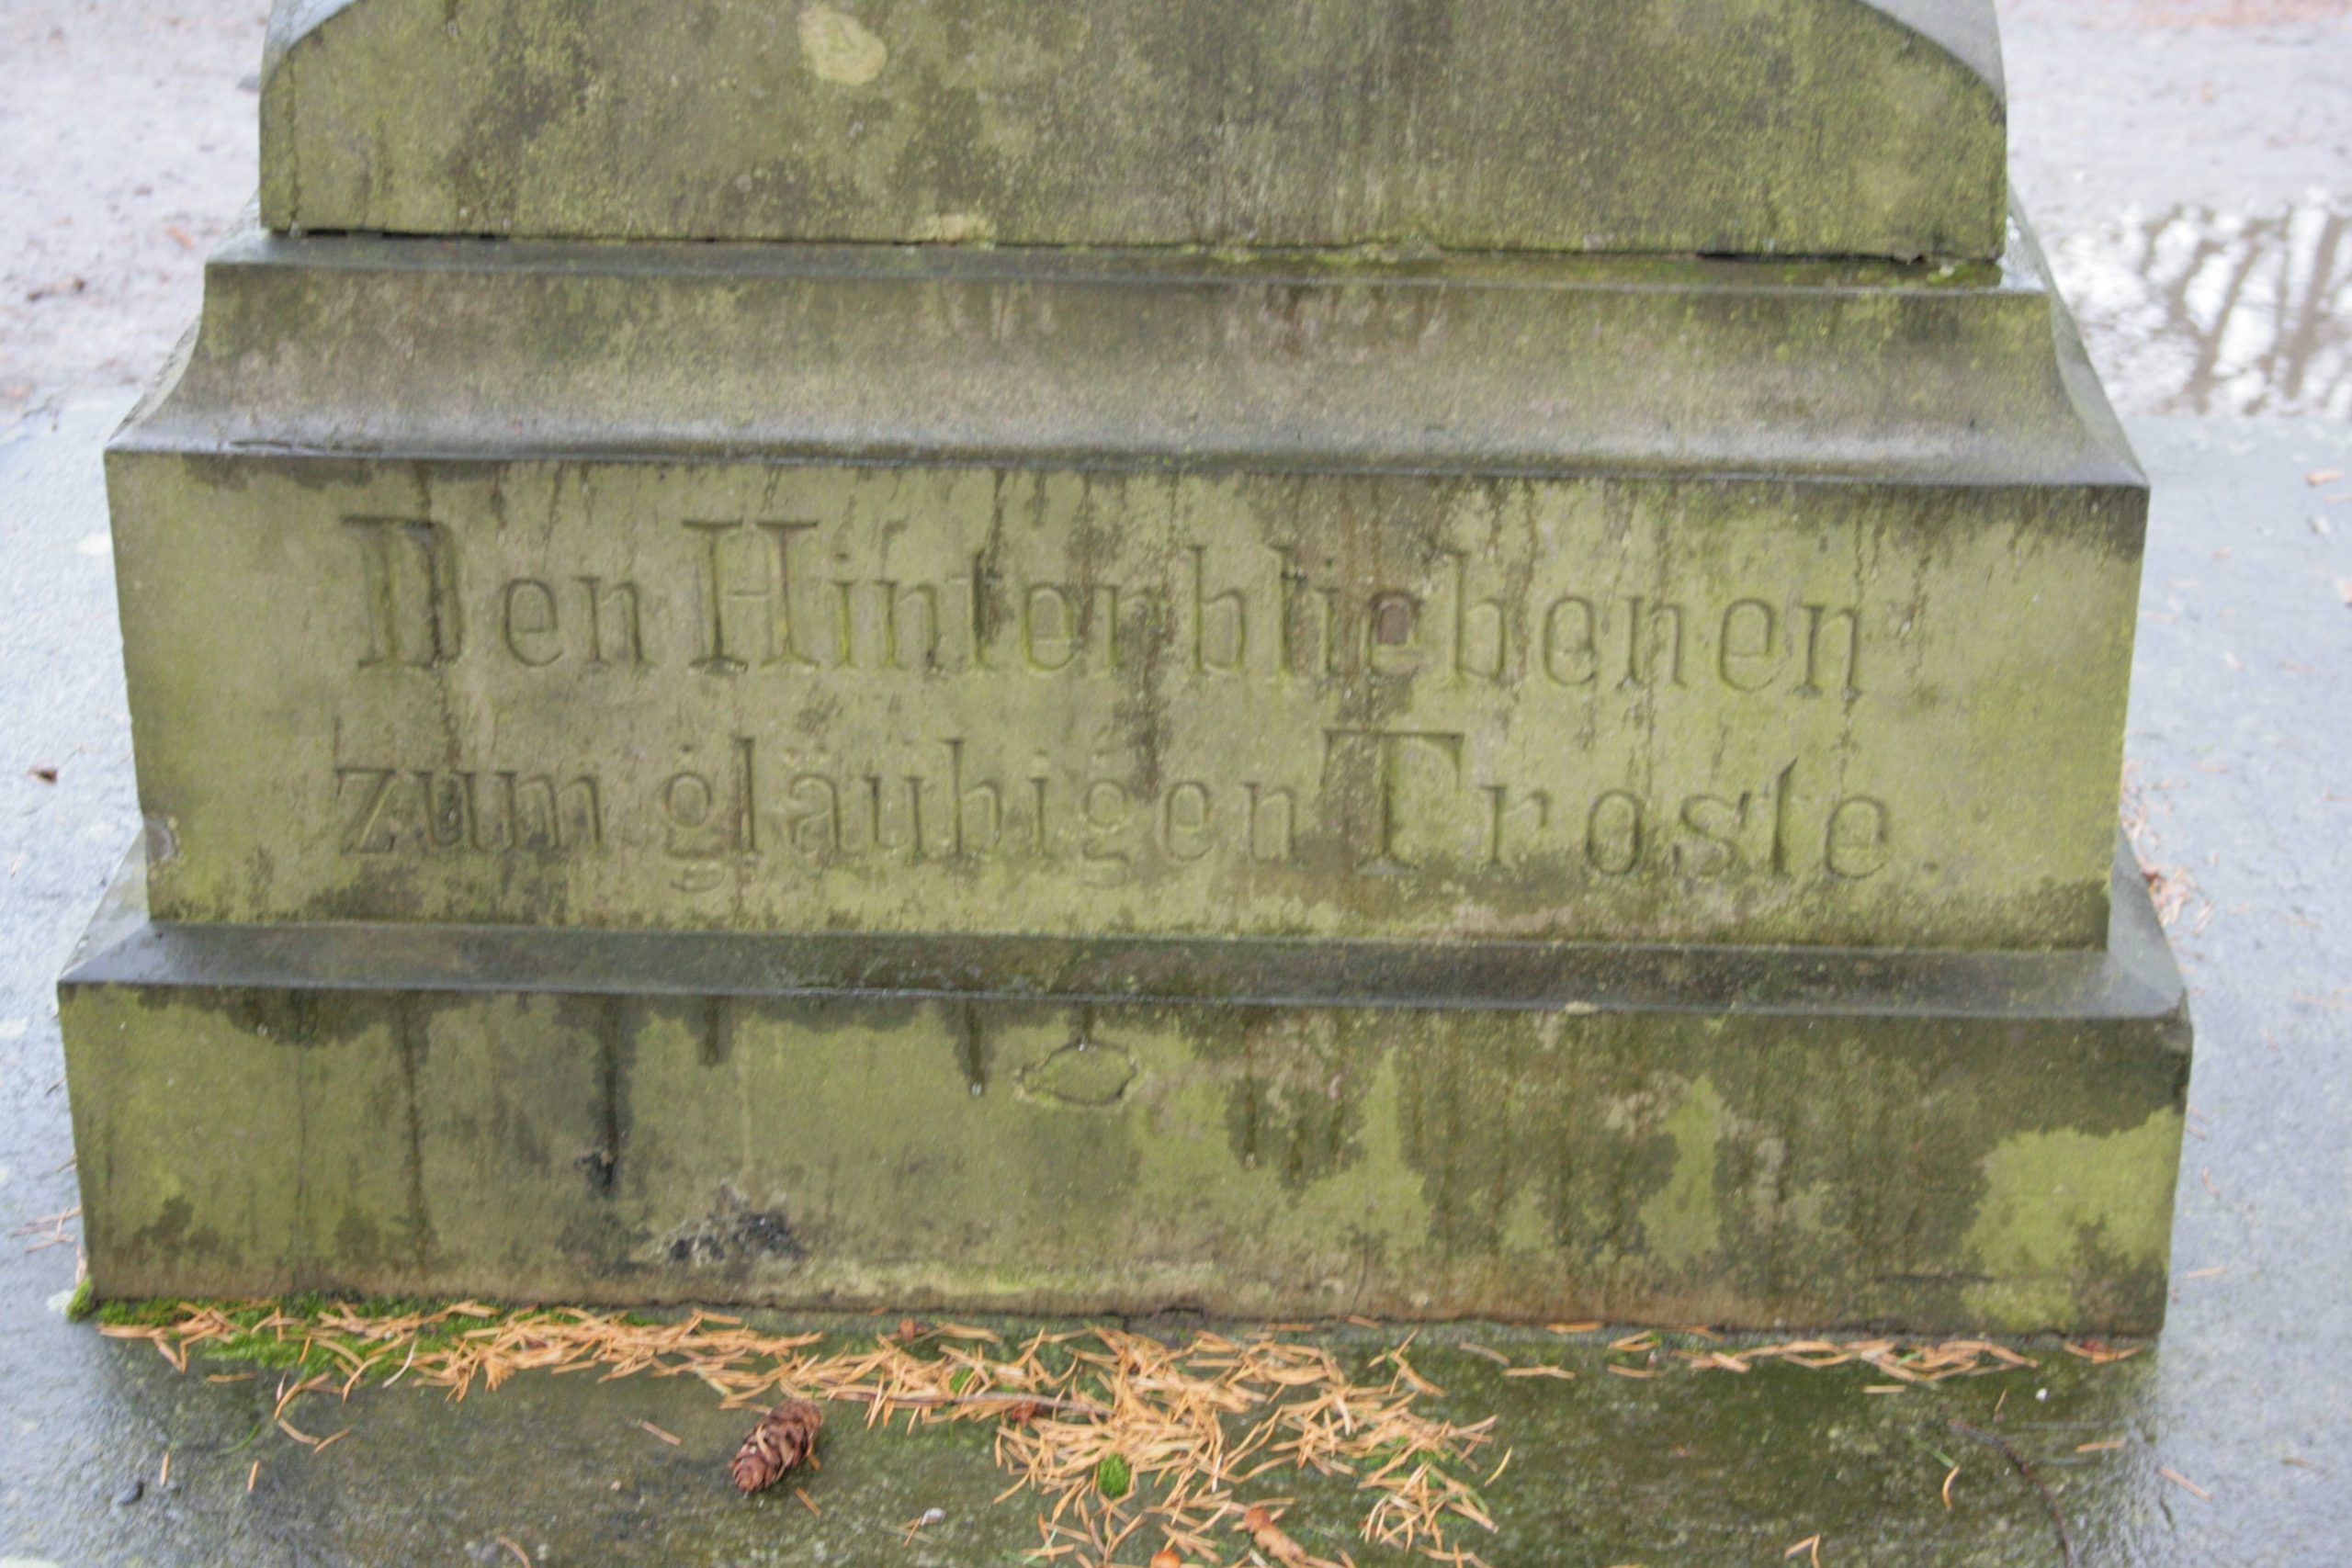 Den Hinterbliebenen
zum gläubigen Troste.